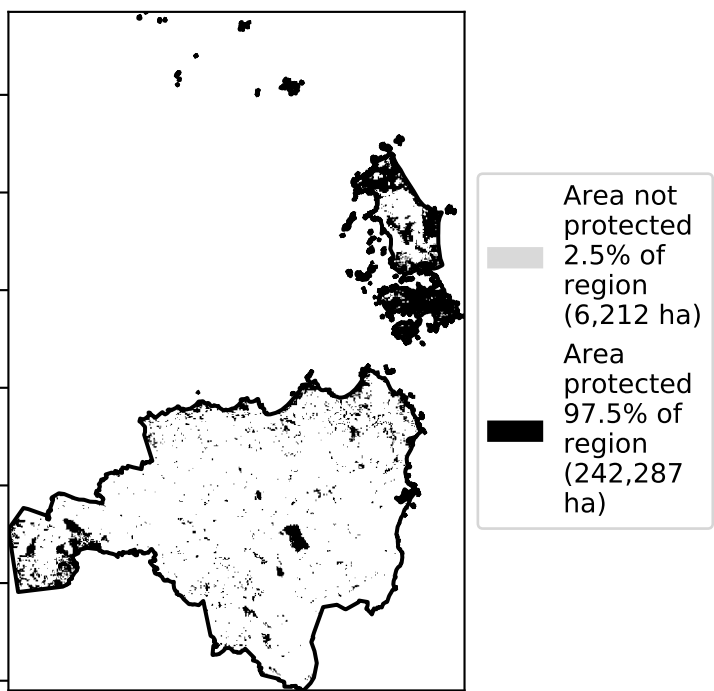 Area not
protected
2.5% of
region
(6,212 ha)
Area
protected
97.5% of
region
(242,287
ha)